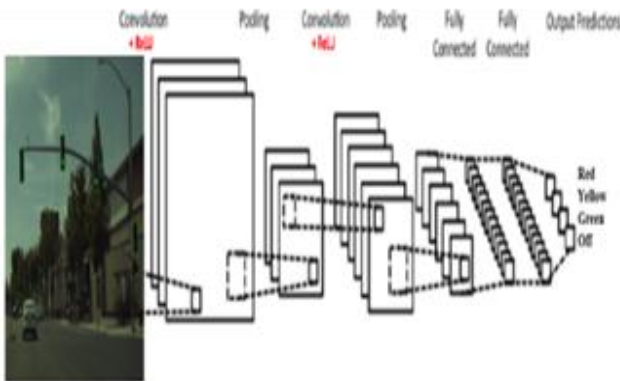 Convolution Pooling Convolution Pooling Fully Fully Output Predictions
+ ReLU + ReLU Connected Connected
Red
Yellow
Green
Off